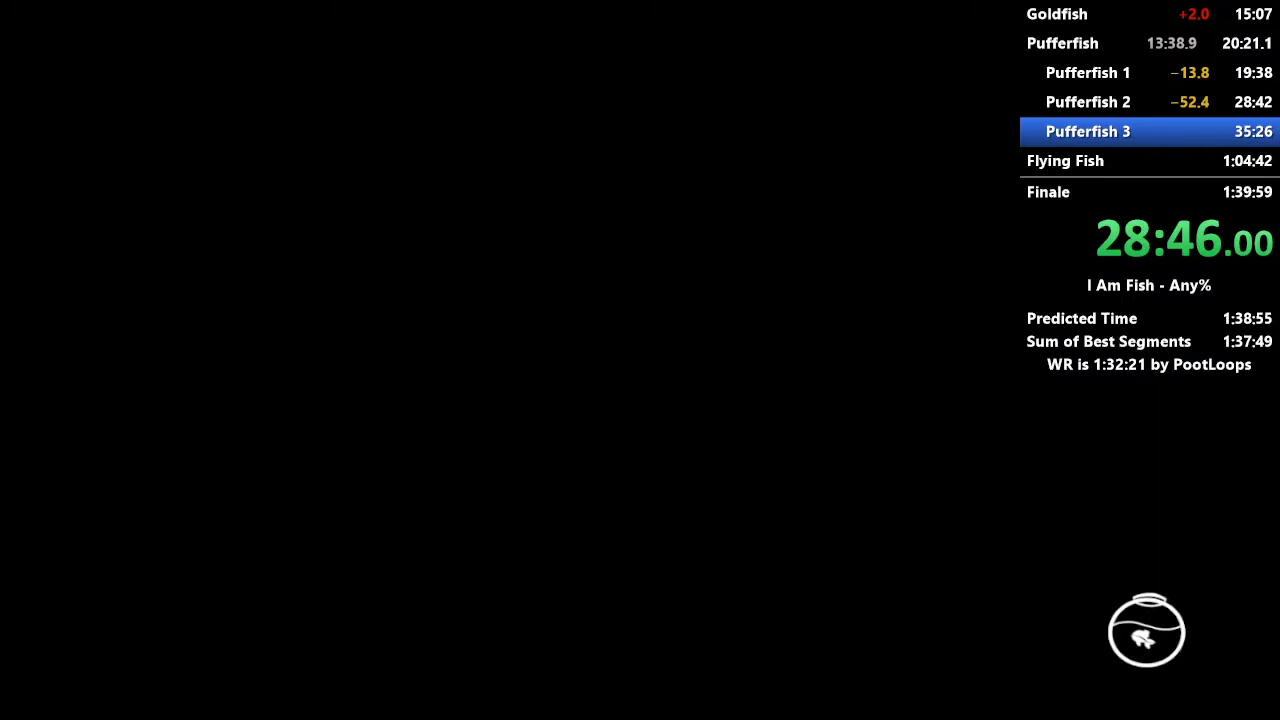 Goldfish +2.0 15:07
Pufferfish 13:38.9 20:21.1
Pufferfish 1 −13.8 19:38
Pufferfish 2 −52.4 28:42
Pufferfish 3 35:26
Flying Fish 1:04:42
Finale 1:39:59
28:46.00
I Am Fish - Any%
Predicted Time 1:38:55
Sum of Best Segments 1:37:49
WR is 1:32:21 by PootLoops